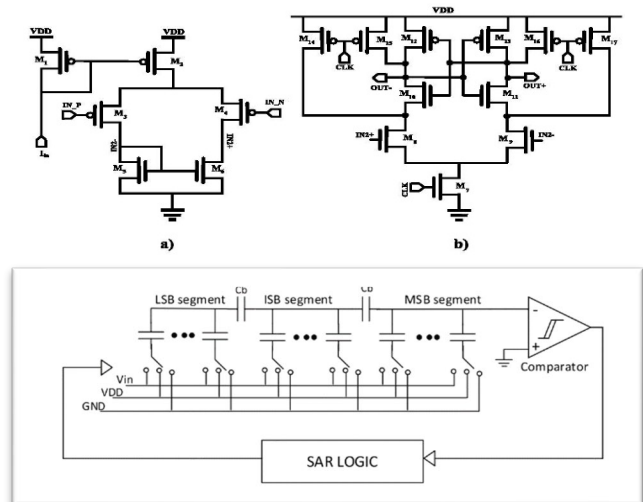 VDD
VDD
M1
M2
IN_P
M3
M4
IN_N
IN2-
IN2+
M5
M6
a)
VDD
M14
M15
M12
M13
M16
M17
CLK
CLK
OUT-
OUT+
M10
M11
IN2+
M8
M9
IN2-
CLK
M7
b)
Cb
Cb
LSB segment
ISB segment
MSB segment
-
+
Comparator
Vin
VDD
GND
SAR LOGIC